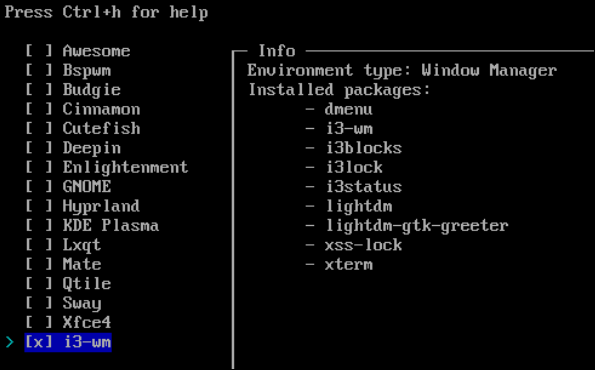 Press Ctrl+h for help
[ ] Awesome
[ ] Bspwm
[ ] Budgie
[ ] Cinnamon
[ ] Cutefish
[ ] Deepin
[ ] Enlightenment
[ ] GNOME
[ ] Hyprland
[ ] KDE Plasma
[ ] Lxqt
[ ] Mate
[ ] Qtile
[ ] Sway
[ ] Xfce4
> [x] i3-wm
Info
Environment type: Window Manager
Installed packages:
- dmenu
- i3-wm
- i3blocks
- i3lock
- i3status
- lightdm
- lightdm-gtk-greeter
- xss-lock
- xterm